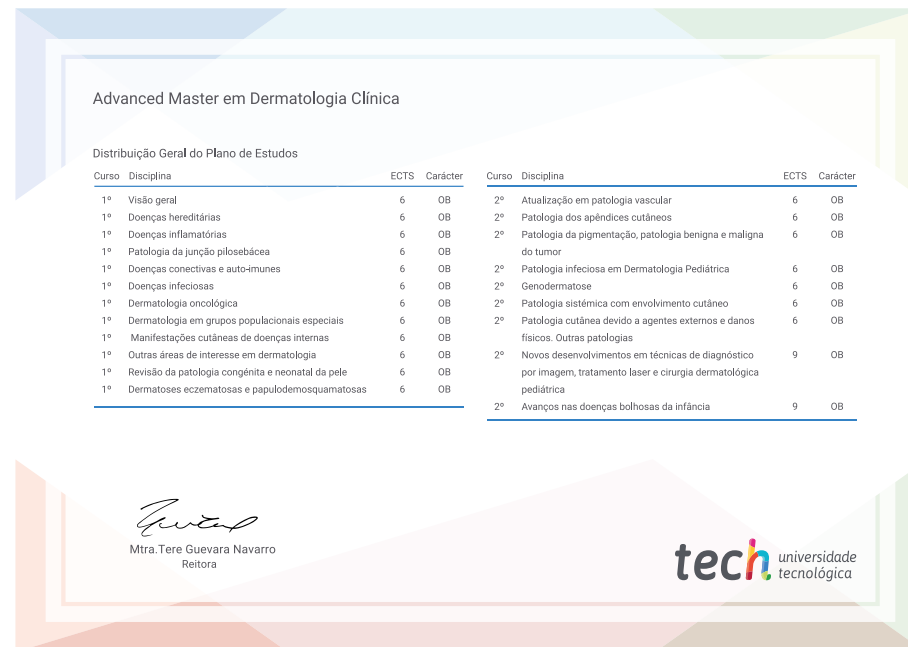 Advanced Master em Dermatologia Clínica
Distribuição Geral do Plano de Estudos
Curso Disciplina ECTS Carácter
1º Visão geral 6 OB
1º Doenças hereditárias 6 OB
1º Doenças inflamatórias 6 OB
1º Patologia da junção pilosebácea 6 OB
1º Doenças conectivas e auto-imunes 6 OB
1º Doenças infeciosas 6 OB
1º Dermatologia oncológica 6 OB
1º Dermatologia em grupos populacionais especiais 6 OB
1º Manifestações cutâneas de doenças internas 6 OB
1º Outras áreas de interesse em dermatologia 6 OB
1º Revisão da patologia congénita e neonatal da pele 6 OB
1º Dermatoses eczematosas e papulodemosquamatosas 6 OB
Curso Disciplina ECTS Carácter
2º Atualização em patologia vascular 6 OB
2º Patologia dos apêndices cutâneos 6 OB
2º Patologia da pigmentação, patologia benigna e maligna 6 OB
do tumor
2º Patologia infeciosa em Dermatologia Pediátrica 6 OB
2º Genodermatose 6 OB
2º Patologia sistémica com envolvimento cutâneo 6 OB
2º Patologia cutânea devido a agentes externos e danos 6 OB
físicos. Outras patologias
2º Novos desenvolvimentos em técnicas de diagnóstico 9 OB
por imagem, tratamento laser e cirurgia dermatológica
pediátrica
2º Avanços nas doenças bolhosas da infância 9 OB
Mtra.Tere Guevara Navarro
Reitora
tech universidade
tecnológica